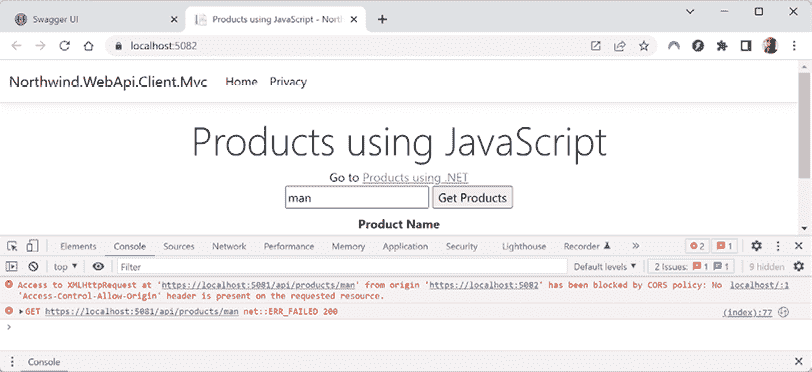 Swagger UI
Products using JavaScript - Nort
localhost:5082
Northwind.WebApi.Client.Mvc Home Privacy
Products using JavaScript
Go to Products using .NET
man Get Products
Product Name
Elements Console Sources Network Performance Memory Application Security Lighthouse Recorder 2 1
top Filter Default levels 2 Issues: 1 1 9 hidden
Access to XMLHttpRequest at 'https://localhost:5081/api/products/man' from origin 'https://localhost:5082' has been blocked by CORS policy: No localhost/:1
'Access-Control-Allow-Origin' header is present on the requested resource.
GET https://localhost:5081/api/products/man net::ERR_FAILED 200 (index):77
Console